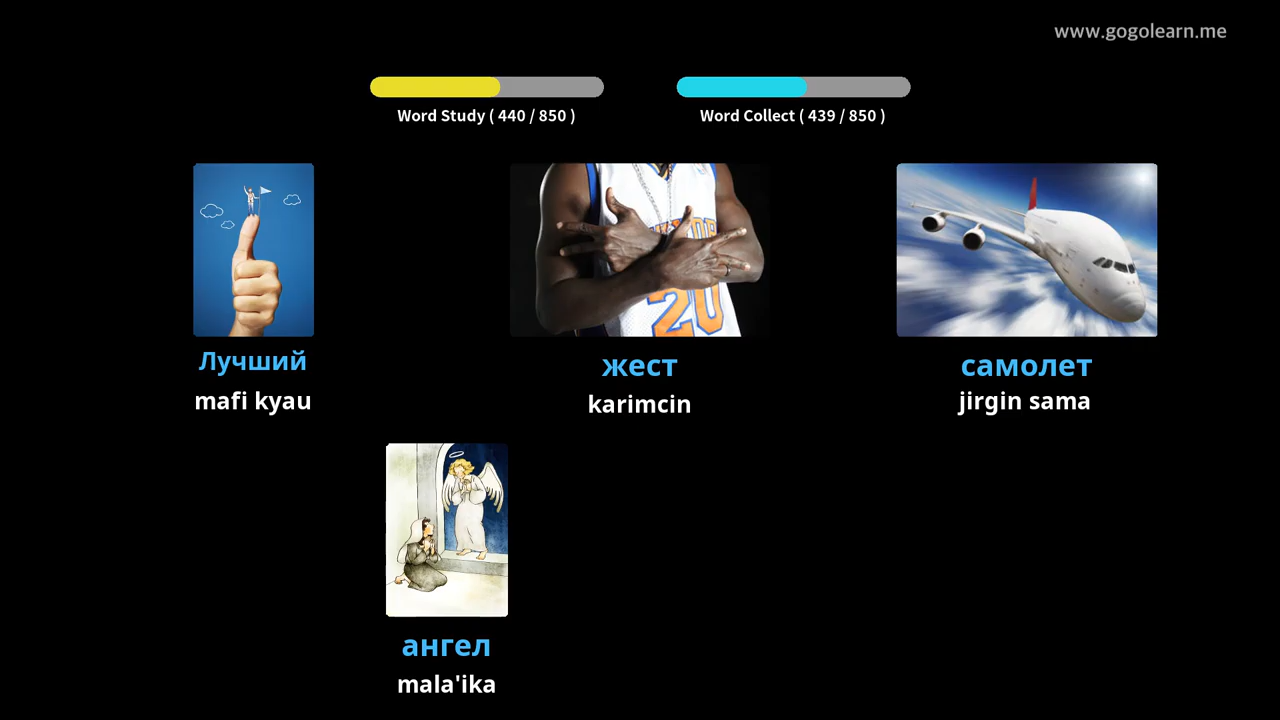 www.gogolearn.me
Word Study ( 440 / 850 )
Word Collect ( 439 / 850 )
Лучший
mafi kyau
жест
karimcin
самолет
jirgin sama
ангел
mala'ika
20